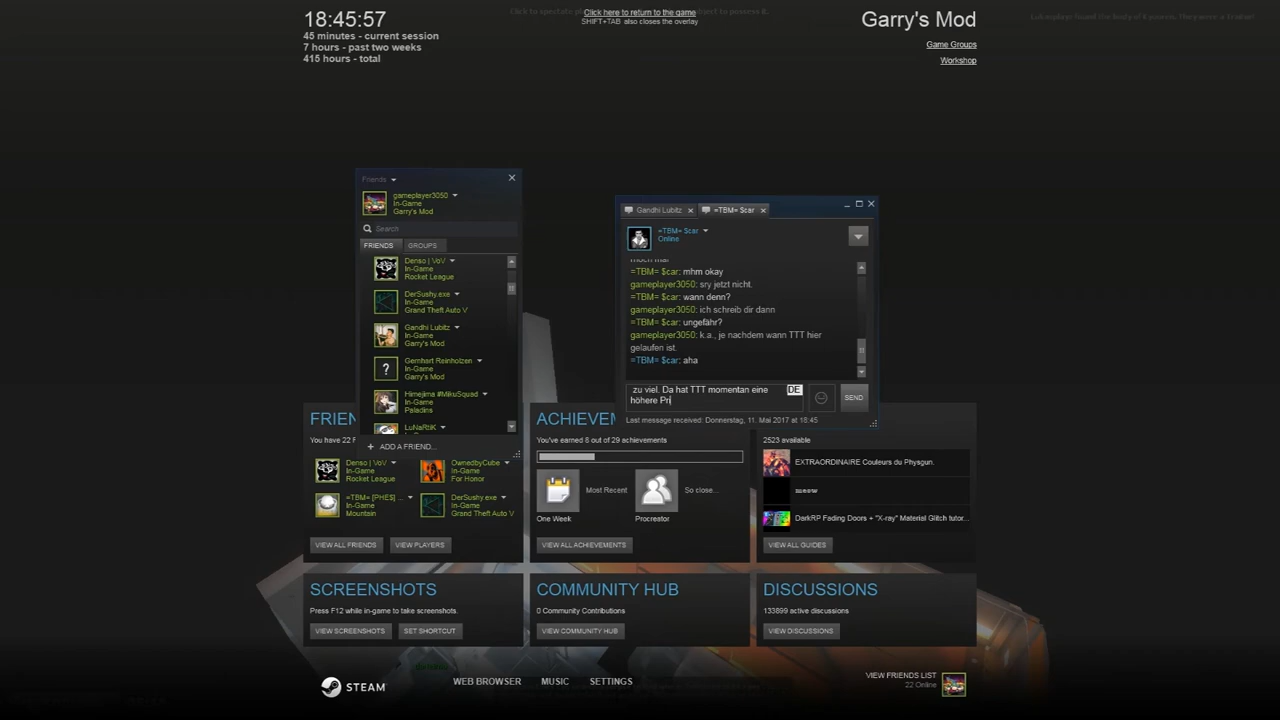 18:45:57
45 minutes - current session
7 hours - past two weeks
415 hours - total
Click here to return to the game
SHIFT+TAB also closes the overlay
Garry's Mod
Game Groups
Workshop
Friends
gameplayer3050
In-Game
Garry's Mod
Search
FRIENDS GROUPS
Denso | VoV
In-Game
Rocket League
DerSushy.exe
In-Game
Grand Theft Auto V
Gandhi Lubitz
In-Game
Garry's Mod
Gernhart Reinholzen
In-Game
Garry's Mod
Himejima #MikuSquad
In-Game
Paladins
LuNaRtiK
+ ADD A FRIEND...
Gandhi Lubitz =TBM= $car
=TBM= $car
Online
=TBM= $car: mhm okay
gameplayer3050: sry jetzt nicht.
=TBM= $car: wann denn?
gameplayer3050: ich schreib dir dann
=TBM= $car: ungefähr?
gameplayer3050: k.a., je nachdem wann TTT hier
gelaufen ist.
=TBM= $car: aha
zu viel. Da hat TTT momentan eine
höhere Pri
DE
SEND
Last message received: Donnerstag, 11. Mai 2017 at 18:45
FRIEN
You have 22 F
Denso | VoV
In-Game
Rocket League
OwnedbyCube
In-Game
For Honor
=TBM= [PHES] ...
In-Game
Mountain
DerSushy.exe
In-Game
Grand Theft Auto V
VIEW ALL FRIENDS VIEW PLAYERS
ACHIEVEM
You've earned 8 out of 29 achievements
Most Recent
So close...
One Week
Procreator
VIEW ALL ACHIEVEMENTS
2523 available
EXTRAORDINAIRE Couleurs du Physgun.
meow
DarkRP Fading Doors + "X-ray" Material Glitch tutor...
VIEW ALL GUIDES
SCREENSHOTS
Press F12 while in-game to take screenshots.
VIEW SCREENSHOTS SET SHORTCUT
COMMUNITY HUB
0 Community Contributions
VIEW COMMUNITY HUB
DISCUSSIONS
133899 active discussions
VIEW DISCUSSIONS
STEAM
WEB BROWSER MUSIC SETTINGS
VIEW FRIENDS LIST
22 Online